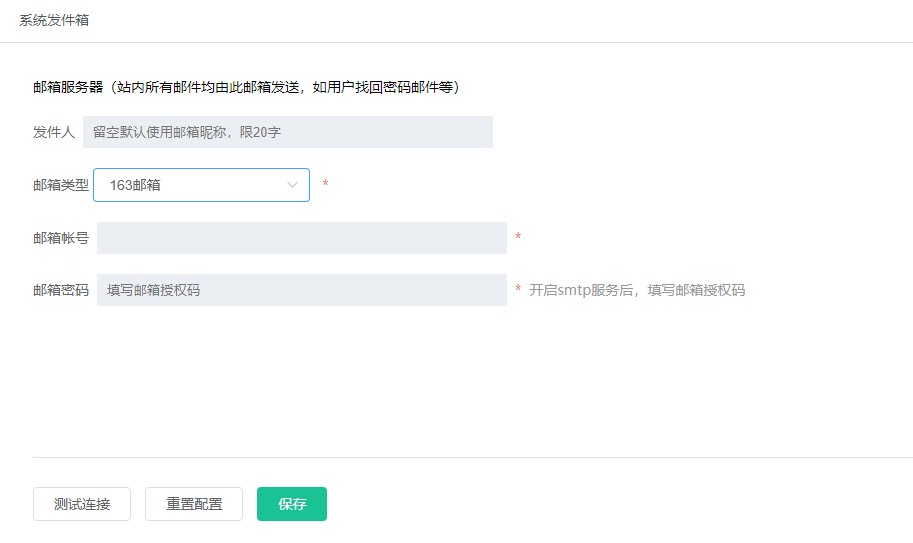 系统发件箱
邮箱服务器（站内所有邮件均由此邮箱发送，如用户找回密码邮件等）
发件人 留空默认使用邮箱昵称，限20字
邮箱类型 163邮箱 *
邮箱帐号 *
邮箱密码 填写邮箱授权码 * 开启smtp服务后，填写邮箱授权码
测试连接 重置配置 保存